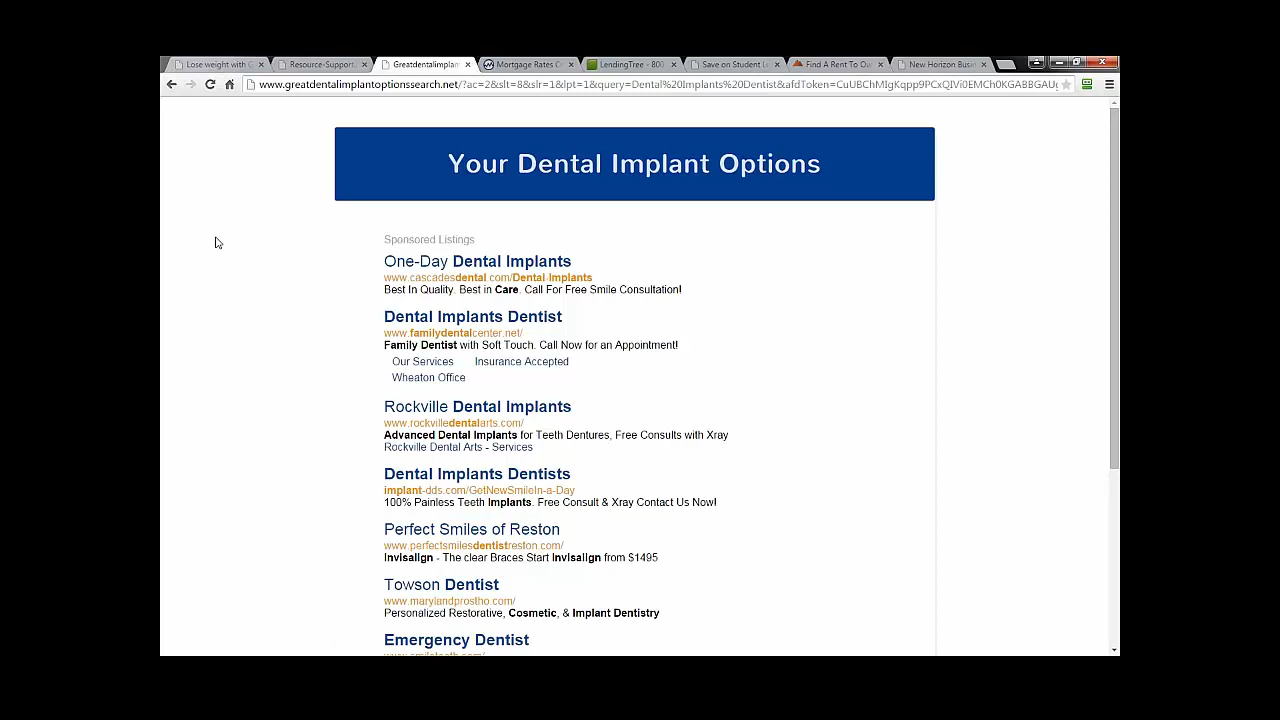 Lose weight with G
Resource-Support.
Greatdentalimplan
Mortgage Rates O
LendingTree - 800
Save on Student L
Find A Rent To Ow
New Horizon Busin
www.greatdentalimplantoptionssearch.net/?ac=2&slt=8&slr=1&lpt=1&query=Dental%20Implants%20Dentist&afdToken=CuUBChMIgKqpp9PCxQIVi0EMCh0KGABBGAUg
Your Dental Implant Options
Sponsored Listings
One-Day Dental Implants
www.cascadesdental.com/Dental-Implants
Best In Quality. Best in Care. Call For Free Smile Consultation!
Dental Implants Dentist
www.familydentalcenter.net/
Family Dentist with Soft Touch. Call Now for an Appointment!
Our Services Insurance Accepted
Wheaton Office
Rockville Dental Implants
www.rockvilledentalarts.com/
Advanced Dental Implants for Teeth Dentures, Free Consults with Xray
Rockville Dental Arts - Services
Dental Implants Dentists
implant-dds.com/GetNewSmileIn-a-Day
100% Painless Teeth Implants. Free Consult & Xray Contact Us Now!
Perfect Smiles of Reston
www.perfectsmilesdentistreston.com/
Invisalign - The clear Braces Start Invisalign from $1495
Towson Dentist
www.marylandprostho.com/
Personalized Restorative, Cosmetic, & Implant Dentistry
Emergency Dentist